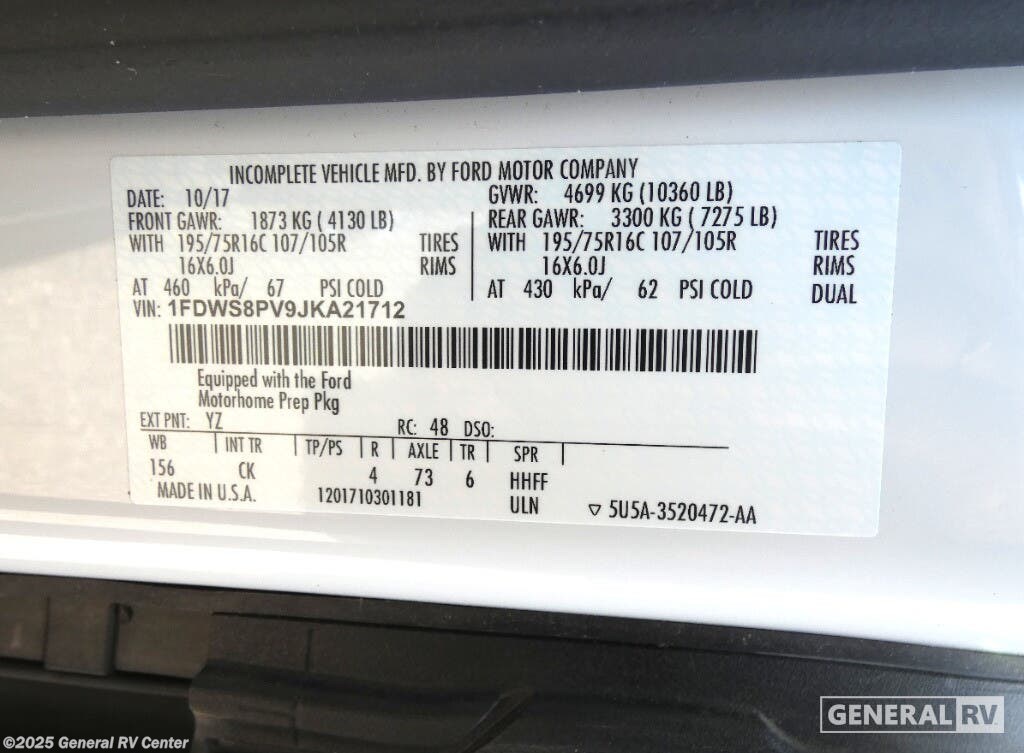 INCOMPLETE VEHICLE MFD. BY FORD MOTOR COMPANY
DATE: 10/17 GVWR: 4699 KG (10360 LB)
FRONT GAWR: 1873 KG ( 4130 LB) REAR GAWR: 3300 KG ( 7275 LB)
WITH 195/75R16C 107/105R TIRES WITH 195/75R16C 107/105R TIRES
16X6.0J RIMS 16X6.0J RIMS
AT 460 kPa/ 67 PSI COLD AT 430 kPa/ 62 PSI COLD DUAL
VIN: 1FDWS8PV9JKA21712
Equipped with the Ford
Motorhome Prep Pkg
EXT PNT: YZ RC: 48 DSO:
WB INT TR TP/PS R AXLE TR SPR
156 CK 4 73 6 HHFF
MADE IN U.S.A. 1201710301181 ULN ▽ 5U5A-3520472-AA
GENERAL RV
©2025 General RV Center